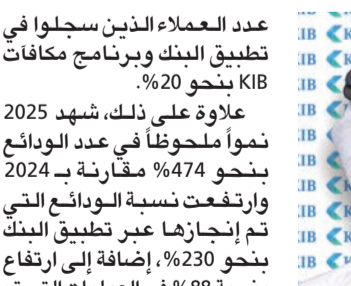 عدد العملاء الذين سجلوا في
تطبيق البنك وبرنامج مكافآت
KIB بنحو 20%.
علاوة على ذلك، شهد 2025
نمواً ملحوظاً في عدد الودائع
بنحو 474% مقارنة بـ 2024
وارتفعت نسبة الودائع التي
تم إنجازها عبر تطبيق البنك
بنحو 230%، إضافة إلى ارتفاع